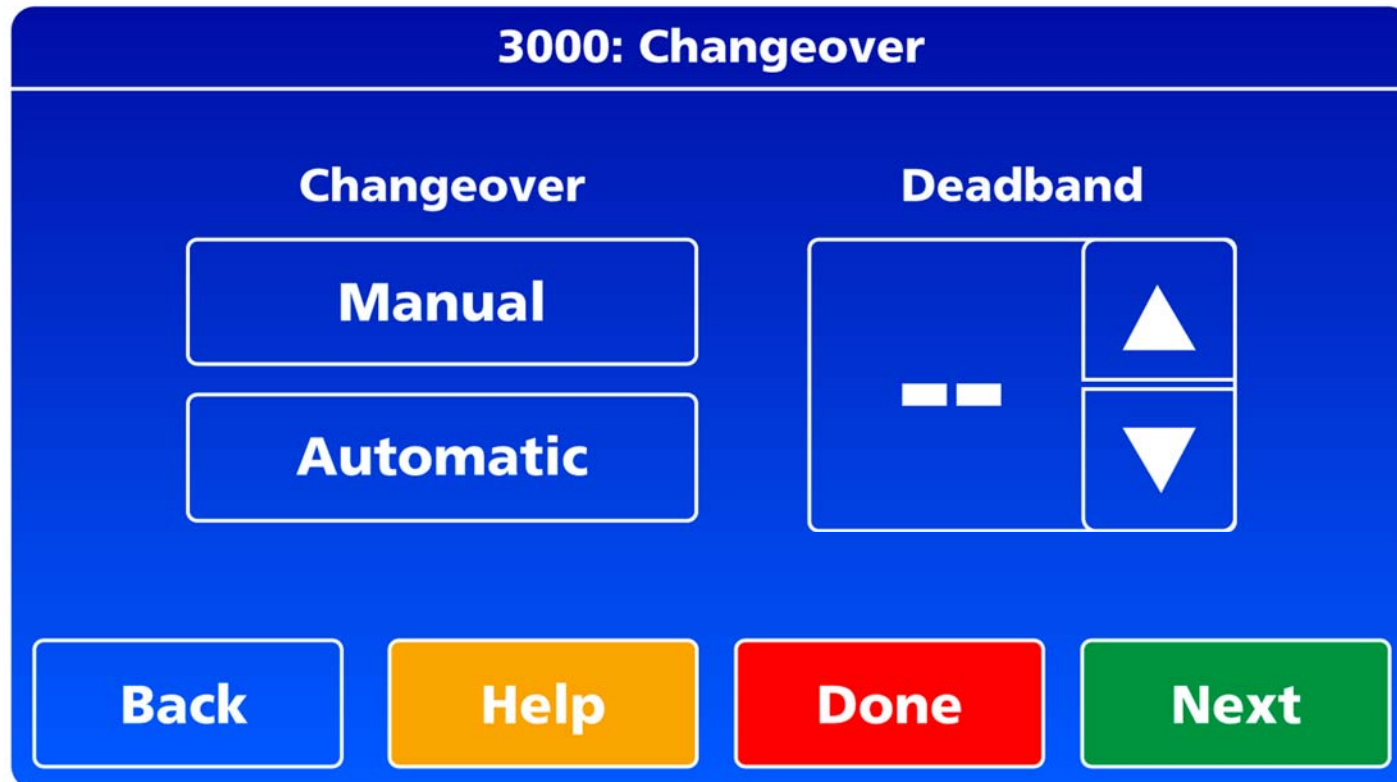 3000: Changeover
Changeover
Deadband
Manual
--
Automatic
Back
Help
Done
Next